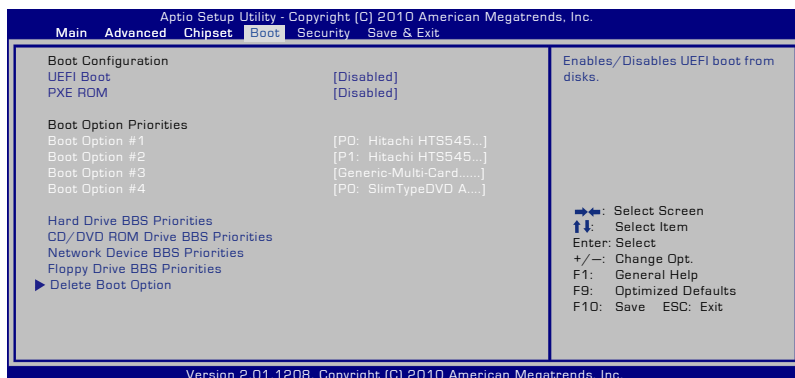 Aptio Setup Utility - Copyright (C) 2010 American Megatrends, Inc.
Main Advanced Chipset Boot Security Save & Exit
Boot Configuration
UEFI Boot [Disabled]
PXE ROM [Disabled]
Boot Option Priorities
Boot Option #1 [P0: Hitachi HTS545...]
Boot Option #2 [P1: Hitachi HTS545...]
Boot Option #3 [Generic-Multi-Card......]
Boot Option #4 [P0: SlimTypeDVD A....]
Hard Drive BBS Priorities
CD/DVD ROM Drive BBS Priorities
Network Device BBS Priorities
Floppy Drive BBS Priorities
Delete Boot Option
Enables/Disables UEFI boot from
disks.
➡⬅: Select Screen
⬆⬇: Select Item
Enter: Select
+/—: Change Opt.
F1: General Help
F9: Optimized Defaults
F10: Save ESC: Exit
Version 2.01.1208. Copyright (C) 2010 American Megatrends, Inc.